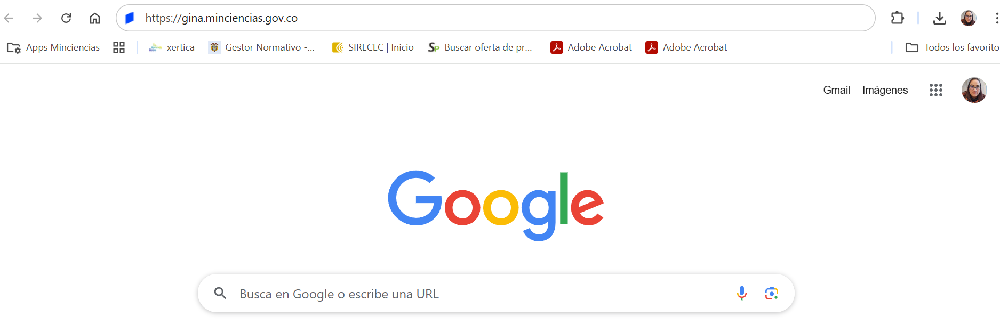 https://gina.minciencias.gov.co
Apps Minciencias xertica Gestor Normativo -... SIRECEC | Inicio Sp Buscar oferta de pr... Adobe Acrobat Adobe Acrobat Todos los favorito
Gmail Imágenes
Google
Busca en Google o escribe una URL